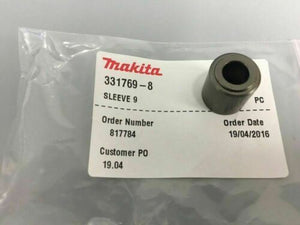 makita
331769-8
SLEEVE 9 PC
Order Number Order Date
817784 19/04/2016
Customer PO
19.04